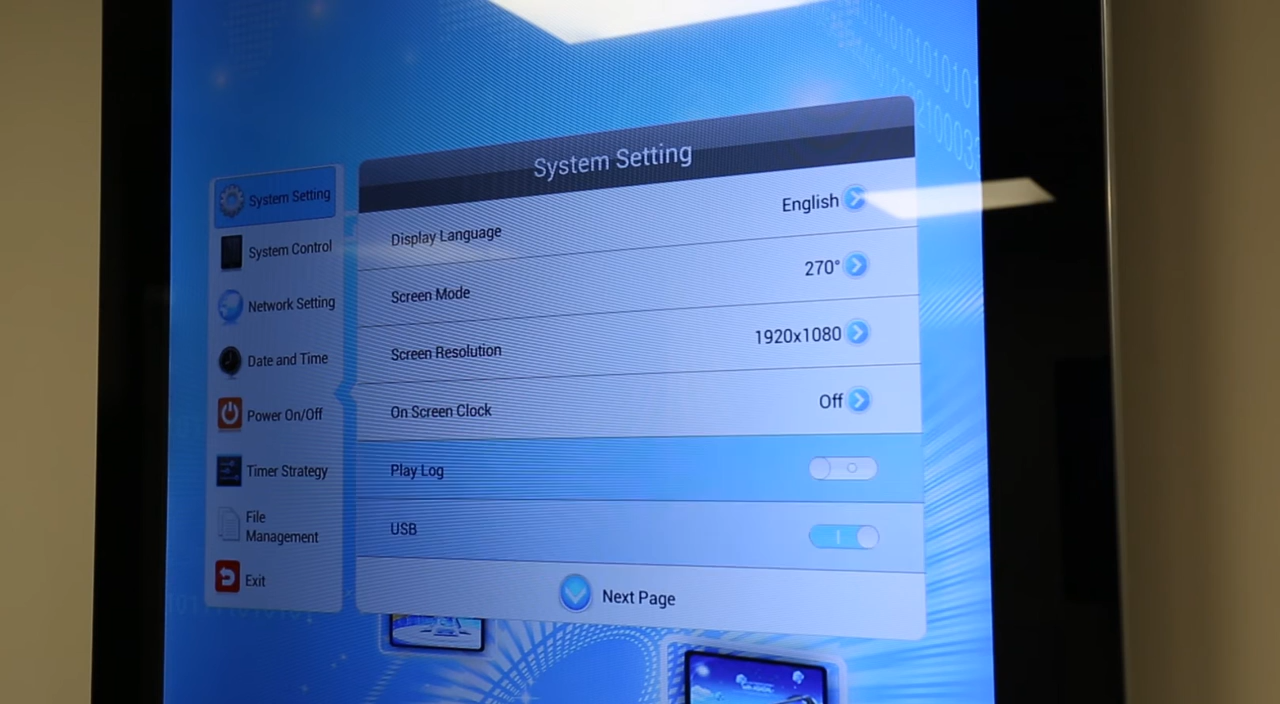 System Setting
System Setting
System Control
Network Setting
Date and Time
Power On/Off
Timer Strategy
File
Management
Exit
Display Language English
Screen Mode 270°
Screen Resolution 1920x1080
On Screen Clock Off
Play Log
USB
Next Page